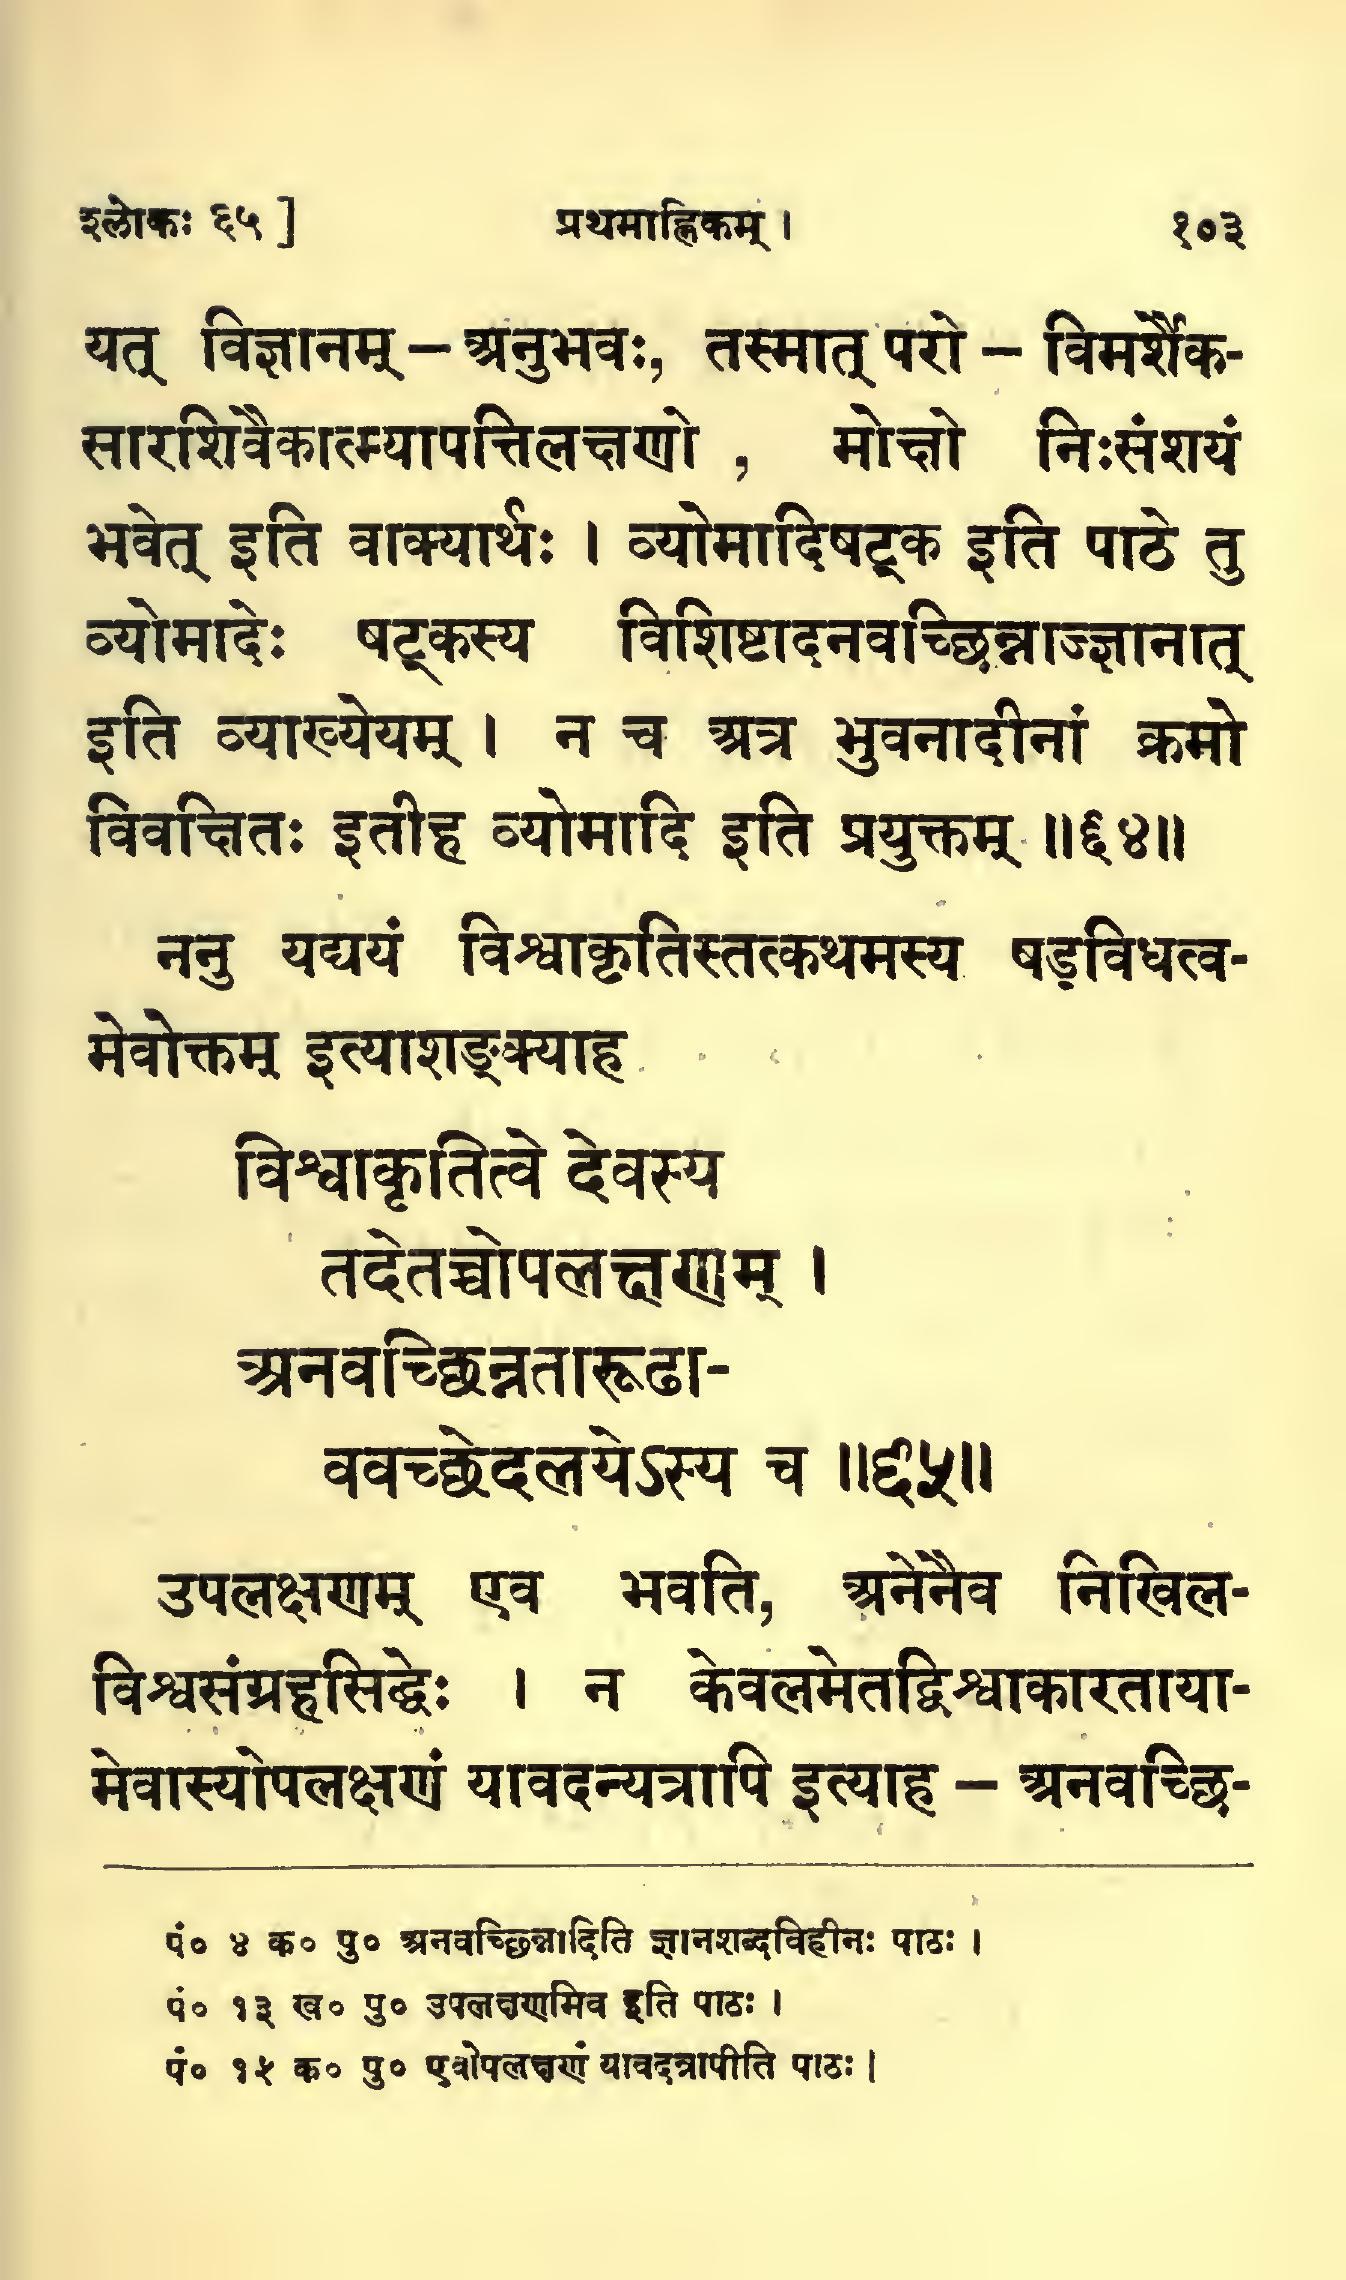 श्लोकः ६५ ] प्रथमाह्निकम् । १०३
यत् विज्ञानम् – अनुभवः, तस्मात् परो – विमर्शैक-
सारशिवैकात्म्यापत्तिलक्षणो , मोक्षो निःसंशयं
भवेत् इति वाक्यार्थः । व्योमादिषट्क इति पाठे तु
व्योमादेः षट्कस्य विशिष्टादनवच्छिन्नाज्ज्ञानात्
इति व्याख्येयम् । न च अत्र भुवनादीनां क्रमो
विवक्षितः इतीह व्योमादि इति प्रयुक्तम् ॥६४॥
ननु यद्ययं विश्वाकृतिस्तत्कथमस्य षड्विधत्व-
मेवोक्तम् इत्याशङ्क्याह
विश्वाकृतित्वे देवस्य
तदेतच्चोपलक्षणम् ।
अनवच्छिन्नतारूढा-
ववच्छेदलयेऽस्य च ॥६५॥
उपलक्षणम् एव भवति, अनेनैव निखिल-
विश्वसंग्रहसिद्धेः । न केवलमेतद्विश्वाकारताया-
मेवास्योपलक्षणं यावदन्यत्रापि इत्याह – अनवच्छि-
पं० ४ क० पु० अनवच्छिन्नादिति ज्ञानशब्दविहीनः पाठः ।
पं० १३ ख० पु० उपलक्षणमिव इति पाठः ।
पं० १५ क० पु० एवोपलक्षणं यावदत्रापीति पाठः ।